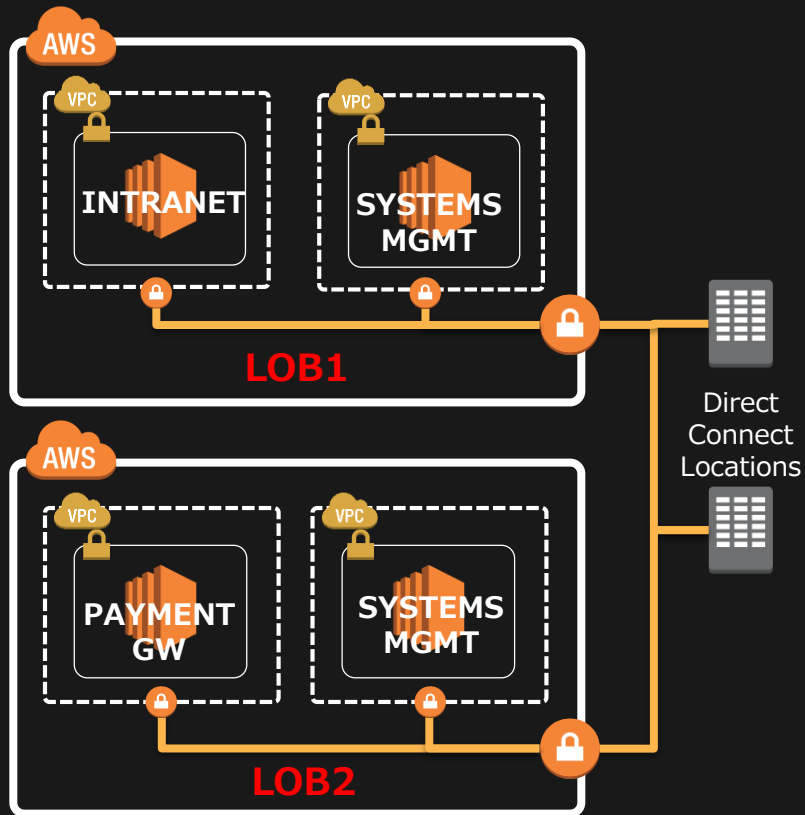 AWS
VPC
VPC
INTRANET
SYSTEMS
MGMT
LOB1
Direct
Connect
Locations
AWS
VPC
VPC
PAYMENT
GW
SYSTEMS
MGMT
LOB2